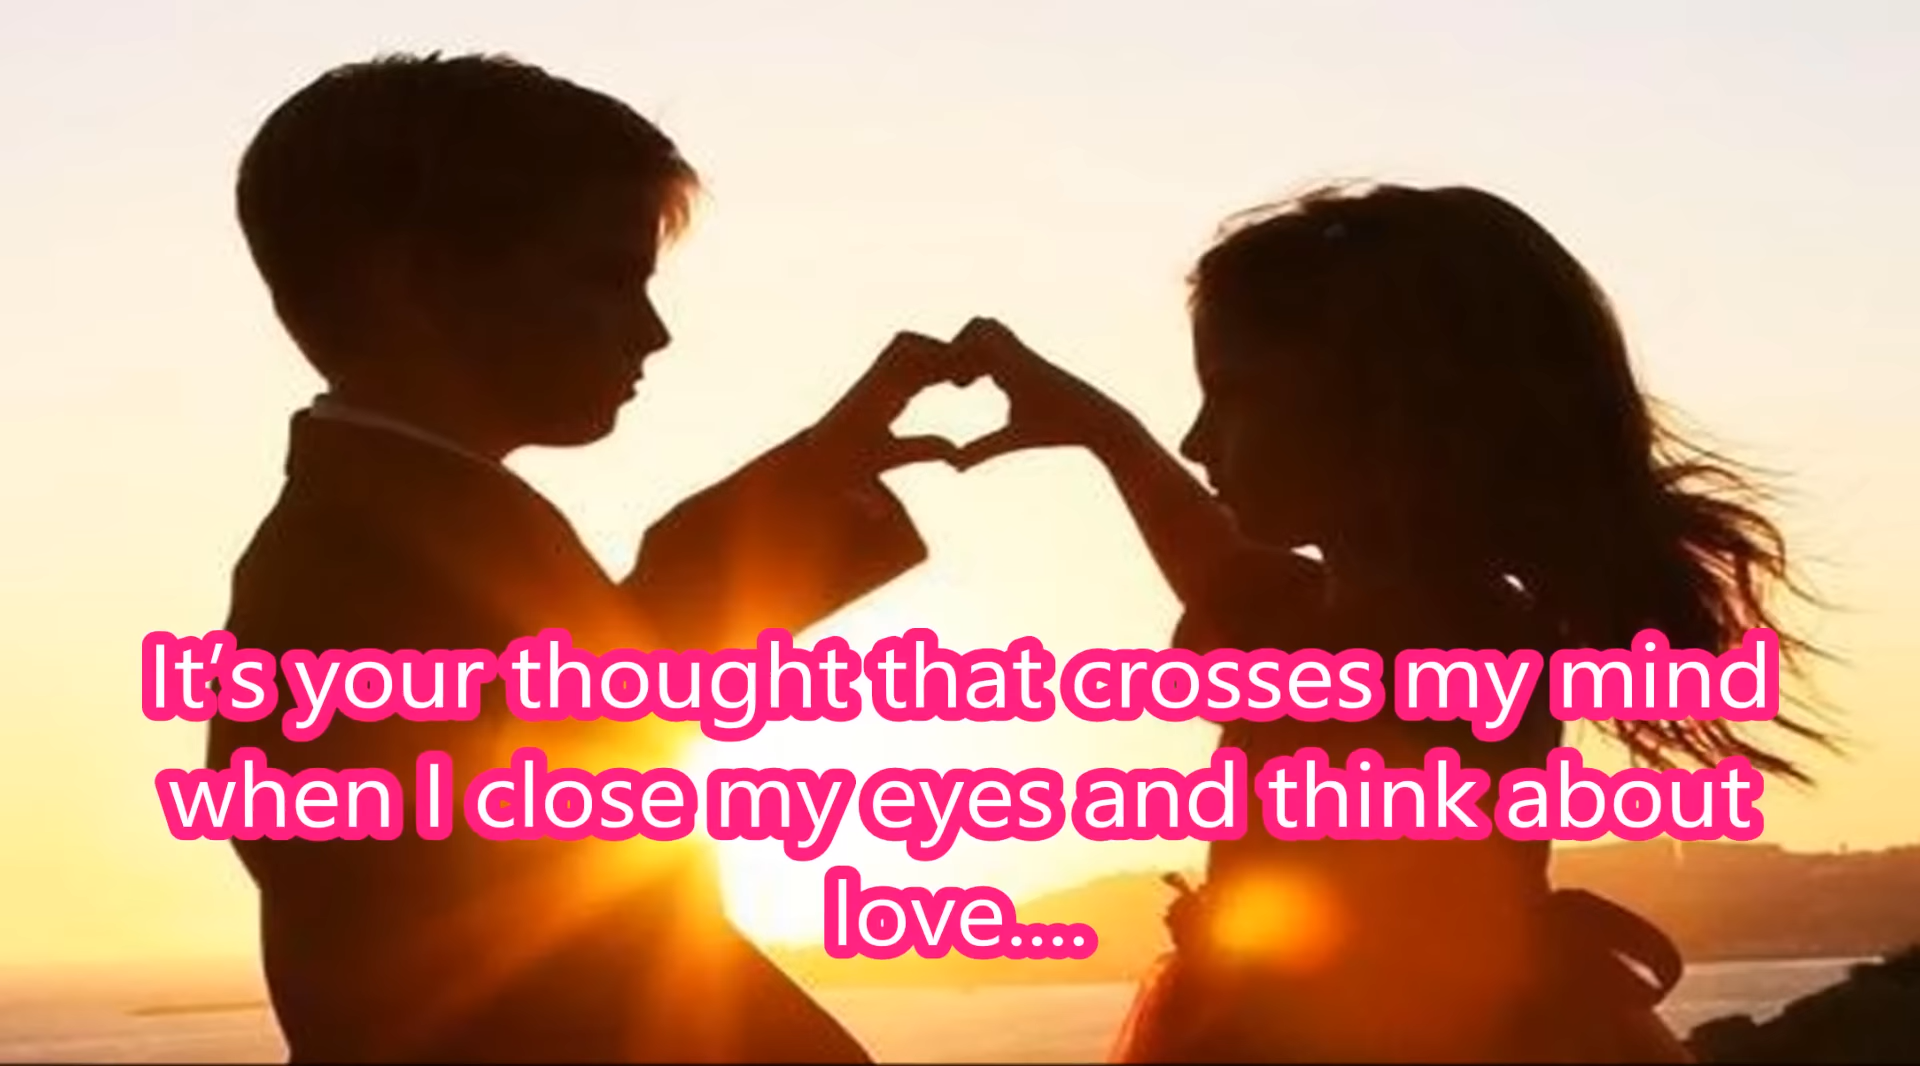 It’s your thought that crosses my mind
when I close my eyes and think about
love....